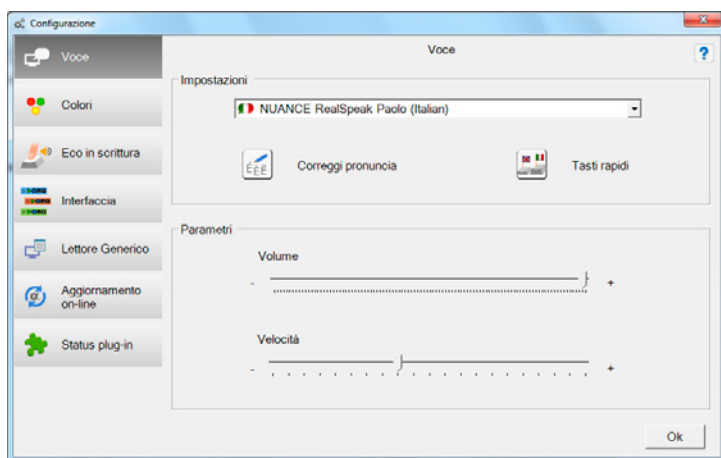 Configurazione
Voce
Voce
?
Impostazioni
Colori
NUANCE RealSpeak Paolo (Italian)
Eco in scrittura
ÉÈË
Correggi pronuncia
Tasti rapidi
Interfaccia
Parametri
Lettore Generico
Volume
- +
Aggiornamento
on-line
Status plug-in
Velocità
- +
Ok